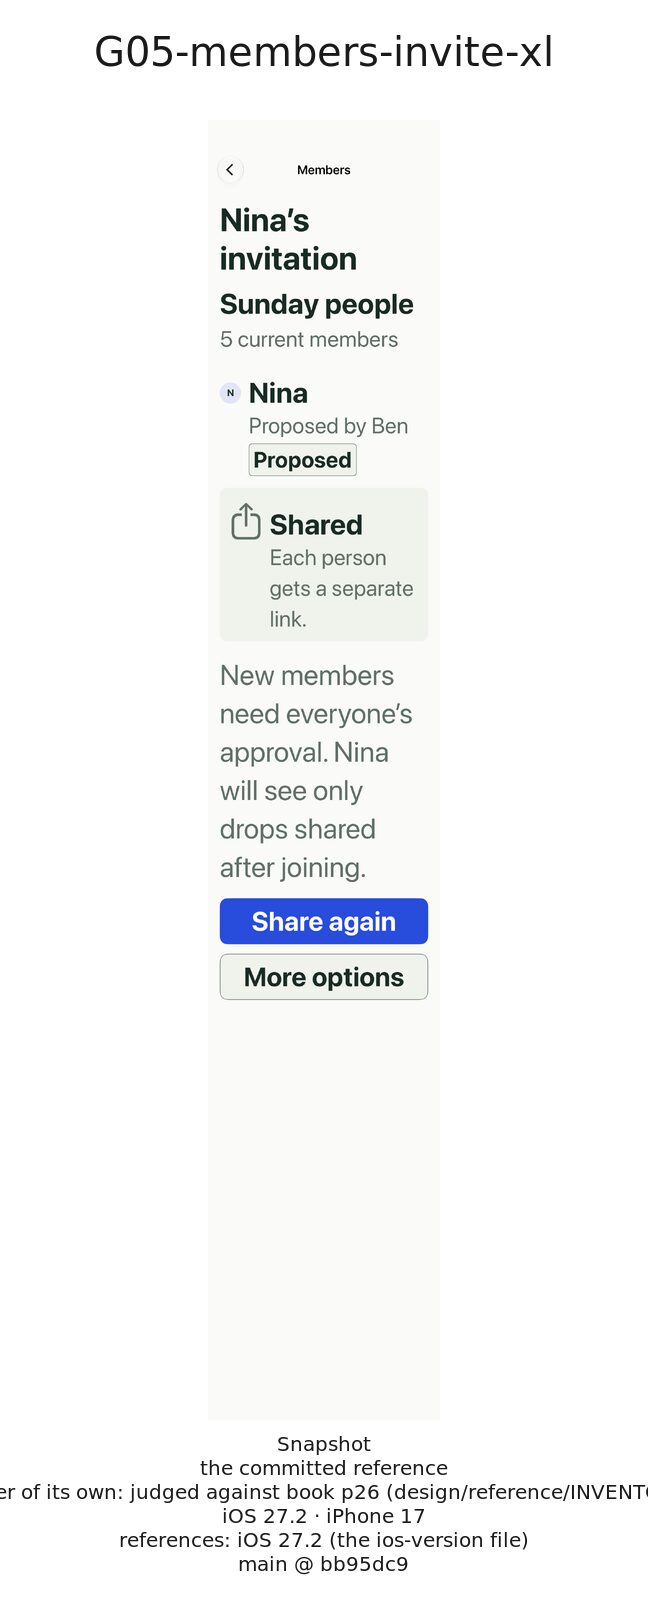 G05-members-invite-xl
Members
Nina’s
invitation
Sunday people
5 current members
N
Nina
Proposed by Ben
Proposed
Shared
Each person
gets a separate
link.
New members
need everyone’s
approval. Nina
will see only
drops shared
after joining.
Share again
More options
Snapshot
the committed reference
of its own: judged against book p26 (design/reference/
iOS 27.2 · iPhone 17
references: iOS 27.2 (the ios-version file)
main @ bb95dc9